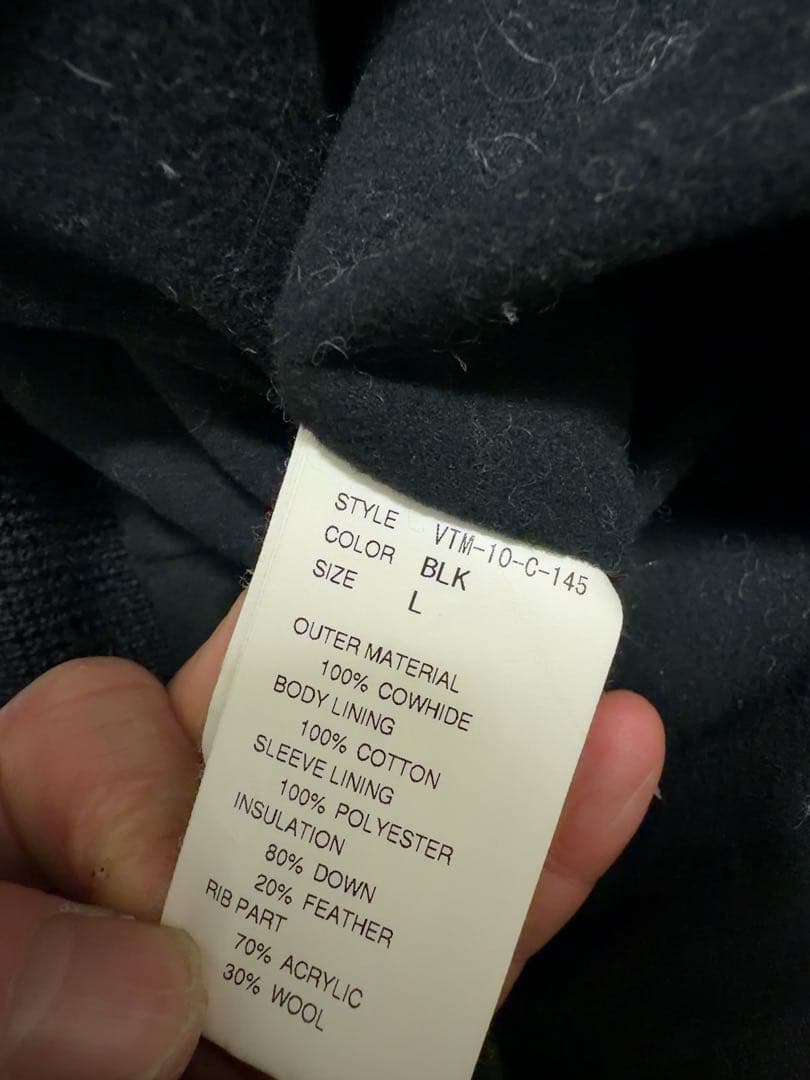 STYLE VTM-10-C-145
COLOR BLK
SIZE L
OUTER MATERIAL
100% COWHIDE
BODY LINING
100% COTTON
SLEEVE LINING
100% POLYESTER
INSULATION
80% DOWN
20% FEATHER
RIB PART
70% ACRYLIC
30% WOOL